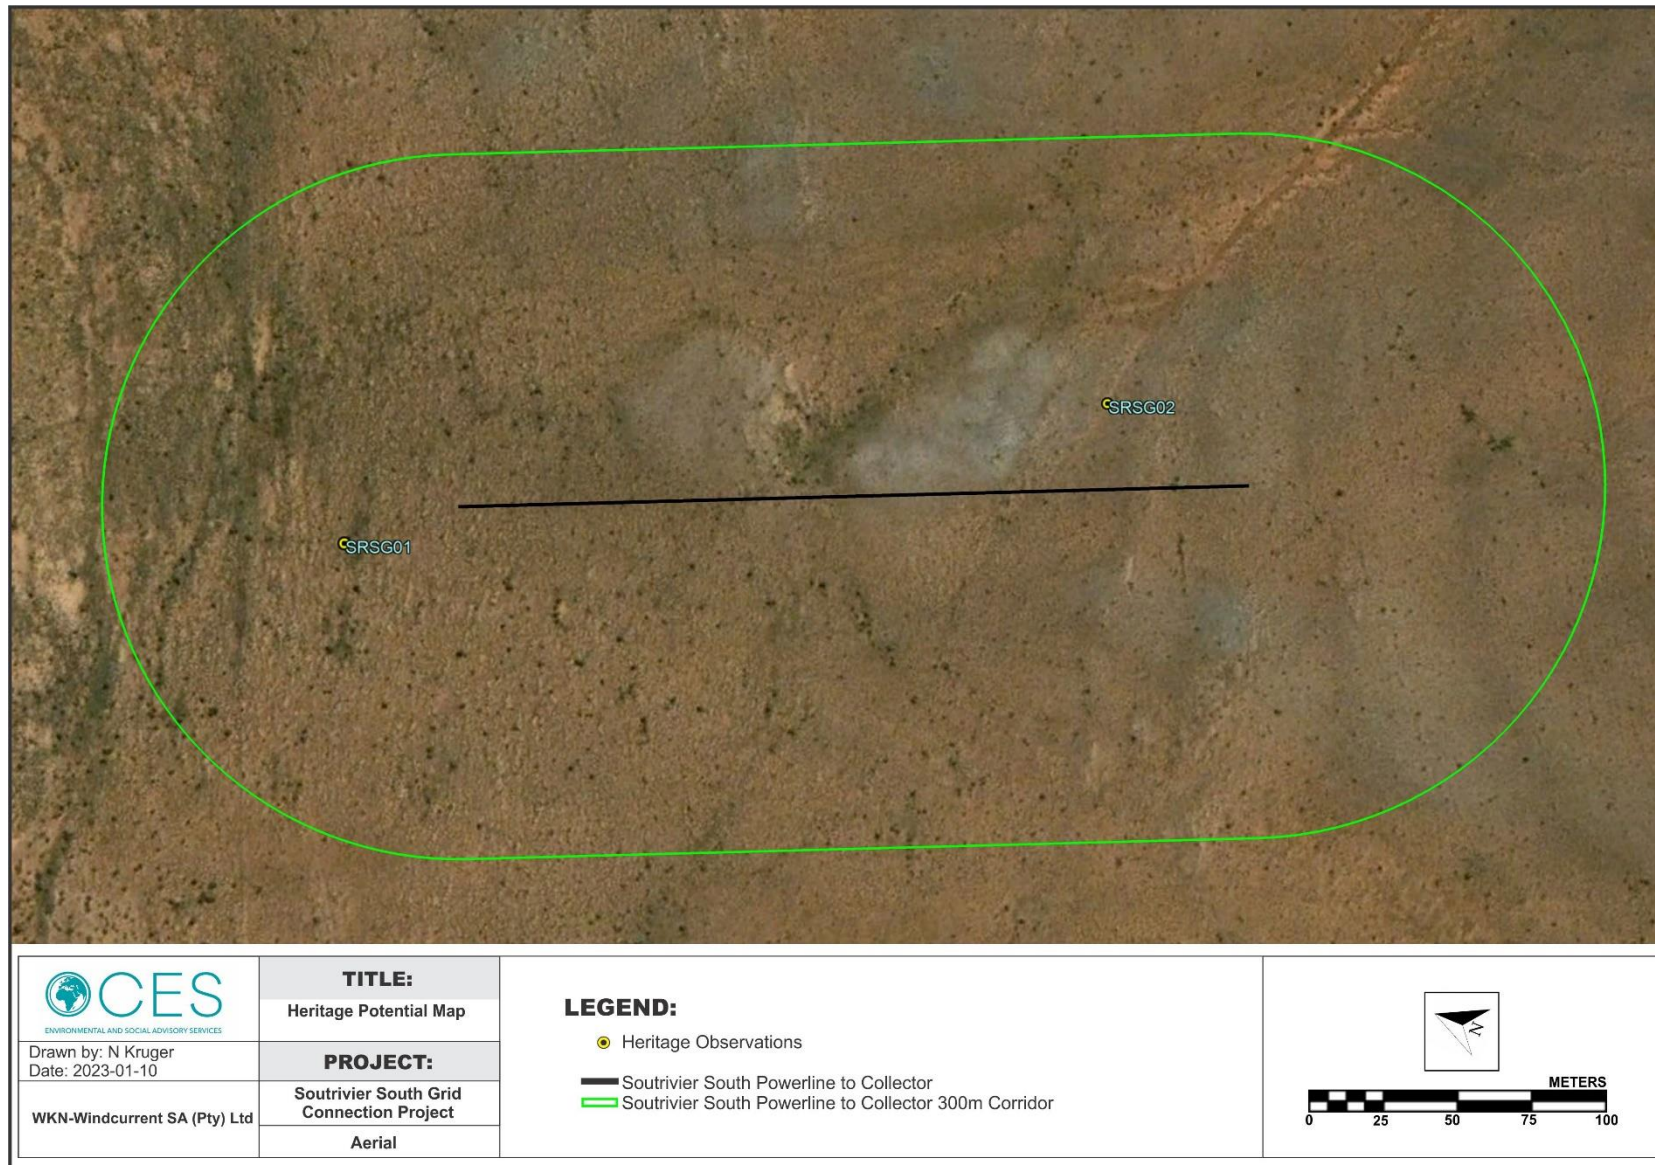 SRSG02
SRSG01
CES
ENVIRONMENTAL AND SOCIAL ADVISORY SERVICES
Drawn by: N Kruger
Date: 2023-01-10
WKN-Windcurrent SA (Pty) Ltd
TITLE:
Heritage Potential Map
PROJECT:
Soutrivier South Grid
Connection Project
Aerial
LEGEND:
Heritage Observations
Soutrivier South Powerline to Collector
Soutrivier South Powerline to Collector 300m Corridor
N
METERS
0 25 50 75 100